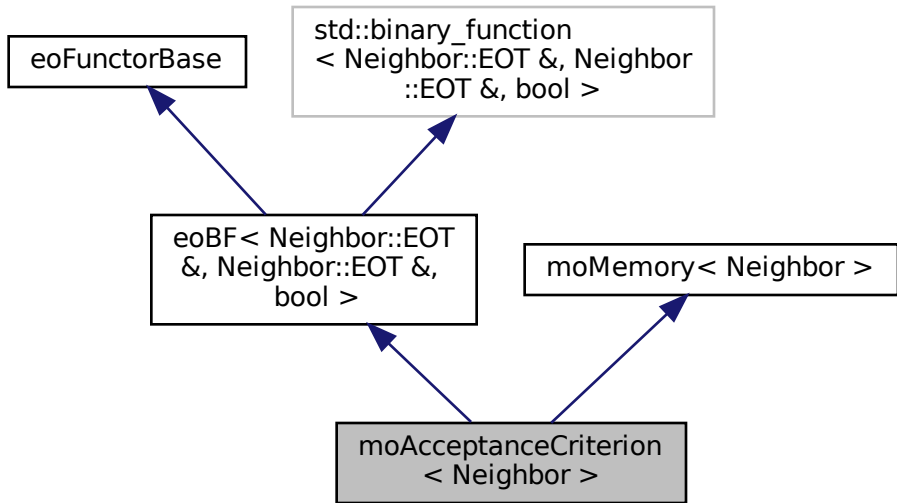 std::binary_function
< Neighbor::EOT &, Neighbor
::EOT &, bool >
eoFunctorBase
eoBF< Neighbor::EOT
&, Neighbor::EOT &,
bool >
moMemory< Neighbor >
moAcceptanceCriterion
< Neighbor >